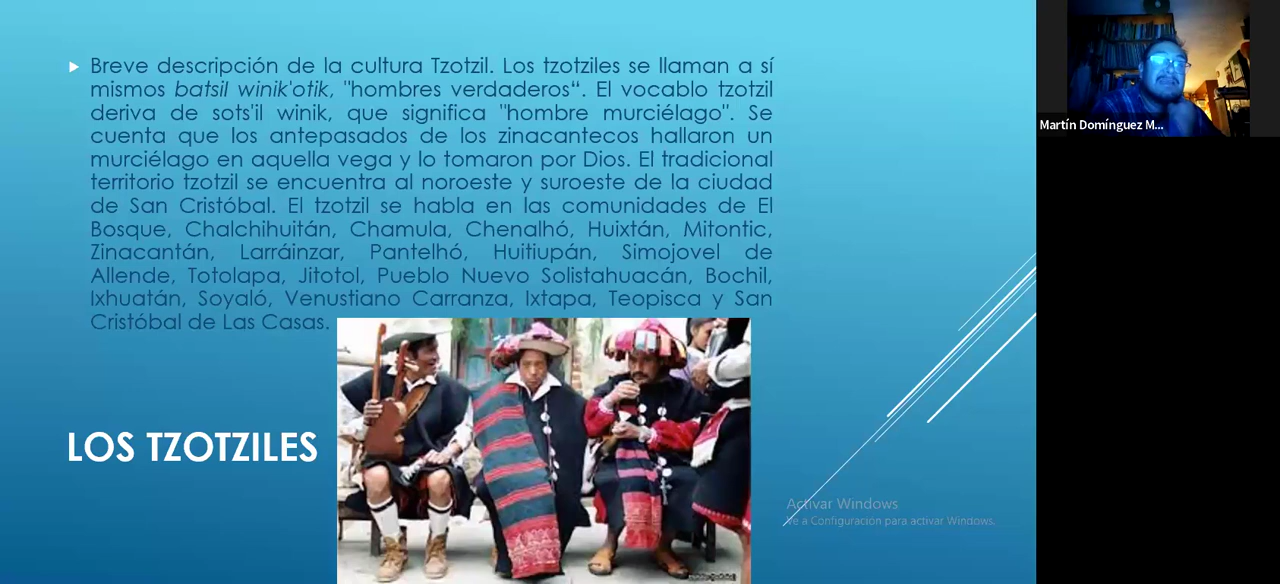 Breve descripción de la cultura Tzotzil. Los tzotziles se llaman a sí
mismos batsil winik'otik, "hombres verdaderos“. El vocablo tzotzil
deriva de sots'il winik, que significa "hombre murciélago". Se
cuenta que los antepasados de los zinacantecos hallaron un
murciélago en aquella vega y lo tomaron por Dios. El tradicional
territorio tzotzil se encuentra al noroeste y suroeste de la ciudad
de San Cristóbal. El tzotzil se habla en las comunidades de El
Bosque, Chalchihuitán, Chamula, Chenalhó, Huixtán, Mitontic,
Zinacantán, Larráinzar, Pantelhó, Huitiupán, Simojovel de
Allende, Totolapa, Jitotol, Pueblo Nuevo Solistahuacán, Bochil,
Ixhuatán, Soyaló, Venustiano Carranza, Ixtapa, Teopisca y San
Cristóbal de Las Casas.
LOS TZOTZILES
Activar Windows
Ve a Configuración para activar Windows.
Martín Domínguez M...